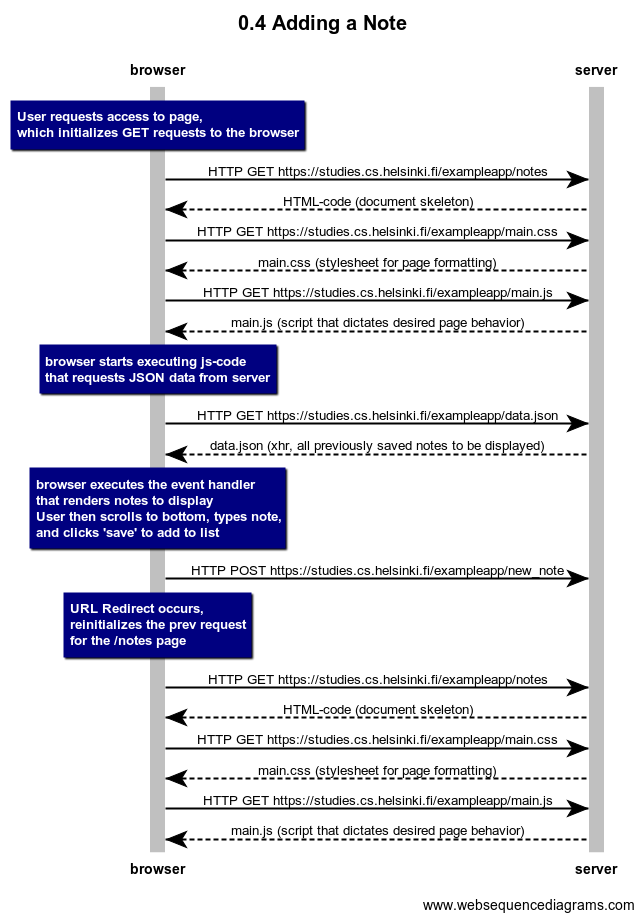 0.4 Adding a Note
browser server
User requests access to page,
which initializes GET requests to the browser
HTTP GET https://studies.cs.helsinki.fi/exampleapp/notes
HTML-code (document skeleton)
HTTP GET https://studies.cs.helsinki.fi/exampleapp/main.css
main.css (stylesheet for page formatting)
HTTP GET https://studies.cs.helsinki.fi/exampleapp/main.js
main.js (script that dictates desired page behavior)
browser starts executing js-code
that requests JSON data from server
HTTP GET https://studies.cs.helsinki.fi/exampleapp/data.json
data.json (xhr, all previously saved notes to be displayed)
browser executes the event handler
that renders notes to display
User then scrolls to bottom, types note,
and clicks 'save' to add to list
HTTP POST https://studies.cs.helsinki.fi/exampleapp/new_note
URL Redirect occurs,
reinitializes the prev request
for the /notes page
HTTP GET https://studies.cs.helsinki.fi/exampleapp/notes
HTML-code (document skeleton)
HTTP GET https://studies.cs.helsinki.fi/exampleapp/main.css
main.css (stylesheet for page formatting)
HTTP GET https://studies.cs.helsinki.fi/exampleapp/main.js
main.js (script that dictates desired page behavior)
browser server
www.websequencediagrams.com